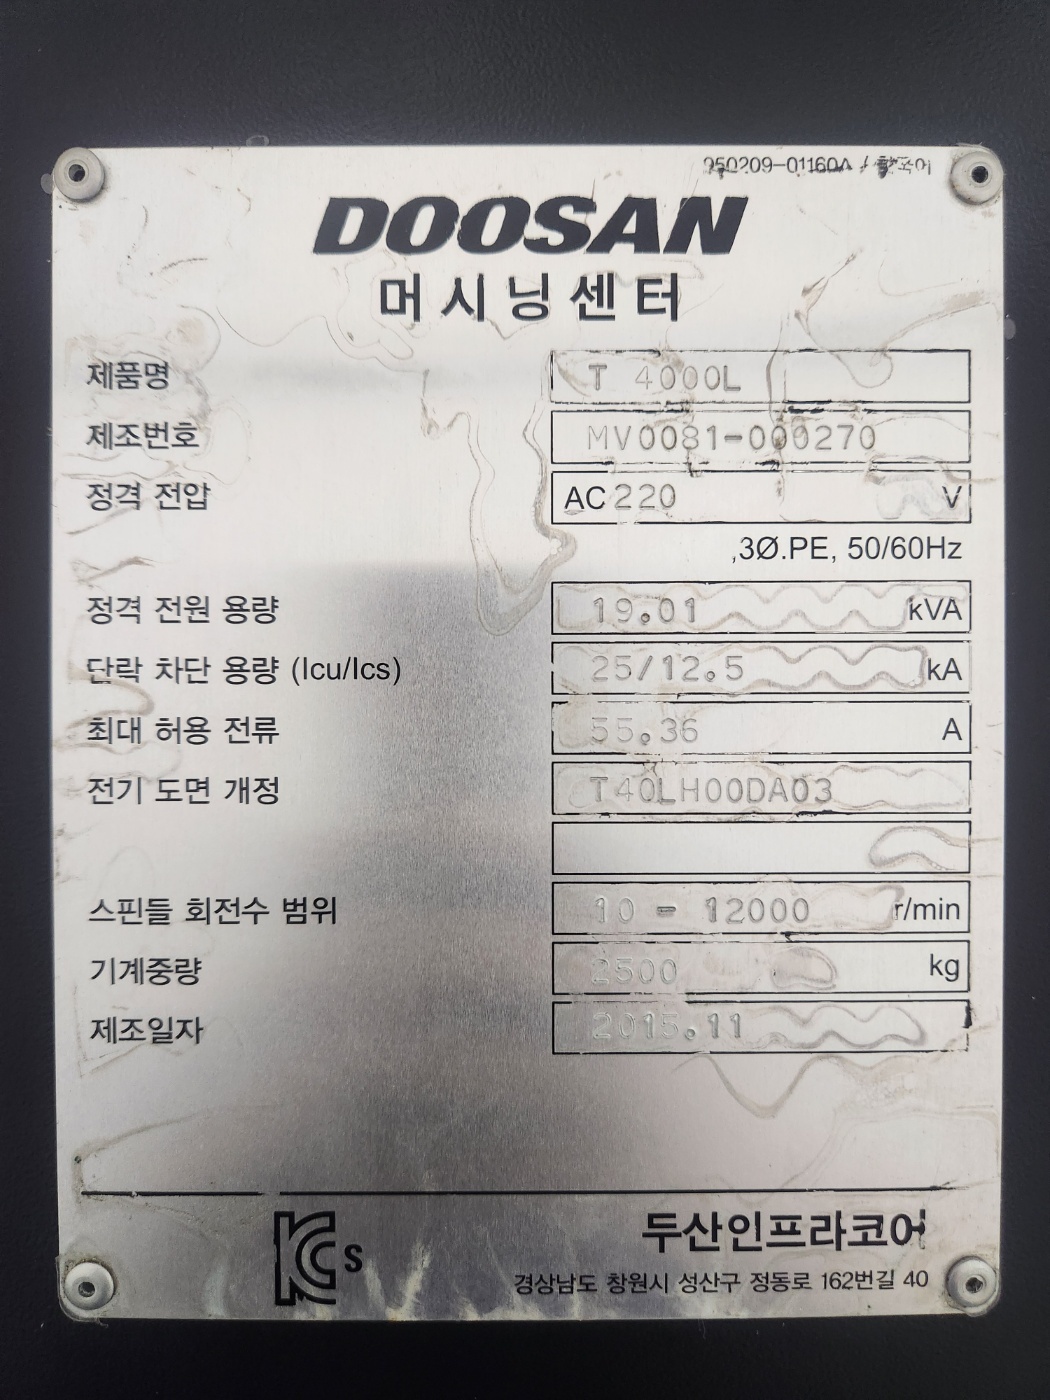 950209-01160A
DOOSAN
머시닝센터
제품명 T 4000L
제조번호 MV0081-000270
정격 전압 AC 220 V
,3Ø.PE, 50/60Hz
정격 전원 용량 19.01 kVA
단락 차단 용량 (Icu/Ics) 25/12.5 kA
최대 허용 전류 55.36 A
전기 도면 개정 T40LH00DA03
스핀들 회전수 범위 10 - 12000 r/min
기계중량 2500 kg
제조일자 2015.11
두산인프라코어
KCs
경상남도 창원시 성산구 정동로 162번길 40